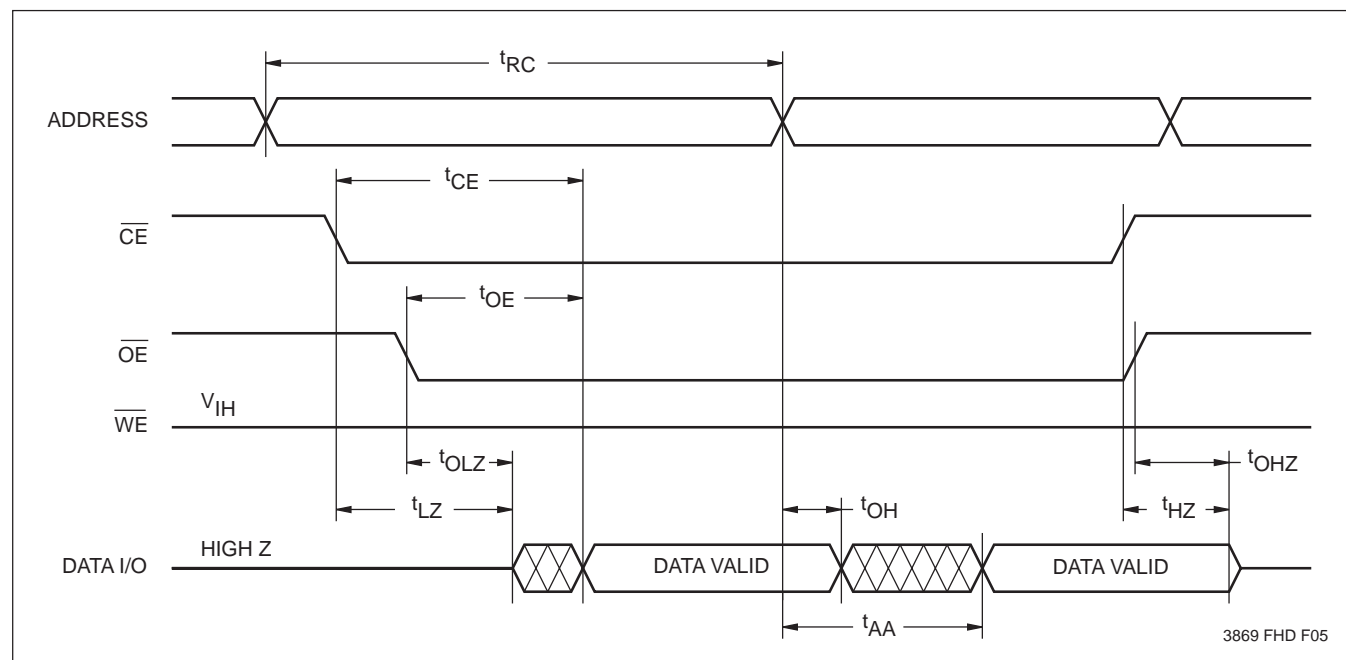 tRC
ADDRESS
tCE
CE
tOE
OE
VIH
WE
tOLZ
tOHZ
tLZ
tOH
tHZ
HIGH Z
DATA I/O
DATA VALID
DATA VALID
tAA
3869 FHD F05